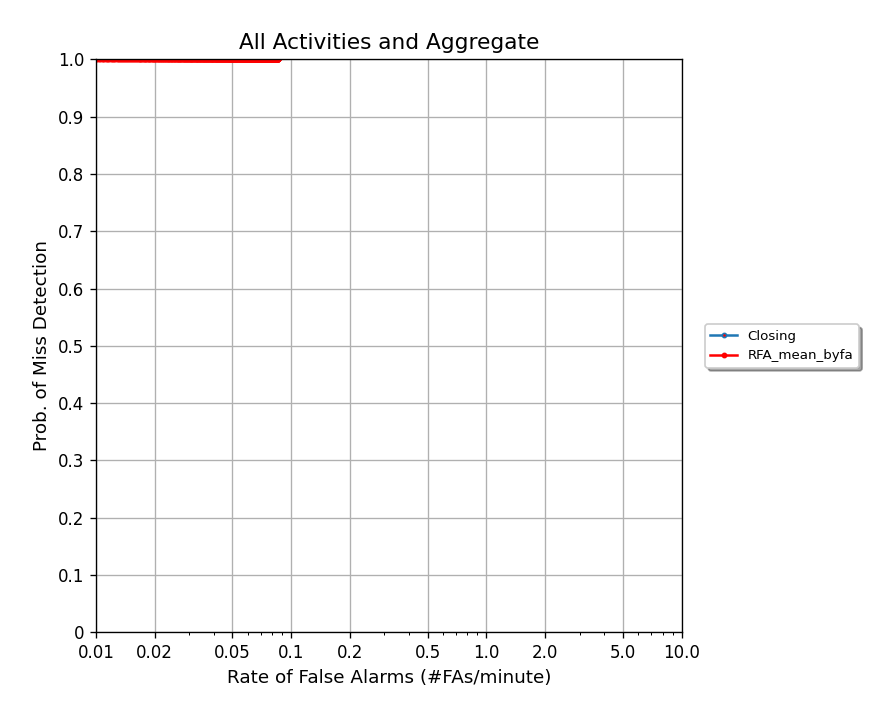 All Activities and Aggregate
1.0
0.9
0.8
0.7
0.6
0.5
0.4
0.3
0.2
0.1
0
Prob. of Miss Detection
0.01 0.02 0.05 0.1 0.2 0.5 1.0 2.0 5.0 10.0
Rate of False Alarms (#FAs/minute)
Closing
RFA_mean_byfa